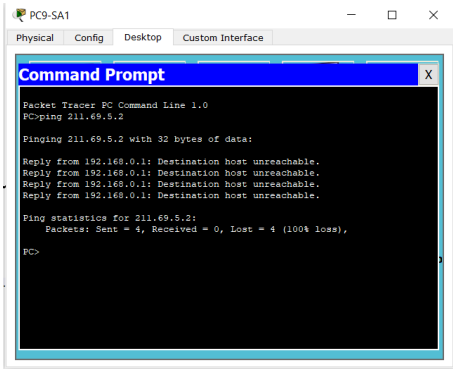 PC9-SA1
Physical Config Desktop Custom Interface
Command Prompt X
Packet Tracer PC Command Line 1.0
PC>ping 211.69.5.2
Pinging 211.69.5.2 with 32 bytes of data:
Reply from 192.168.0.1: Destination host unreachable.
Reply from 192.168.0.1: Destination host unreachable.
Reply from 192.168.0.1: Destination host unreachable.
Reply from 192.168.0.1: Destination host unreachable.
Ping statistics for 211.69.5.2:
Packets: Sent = 4, Received = 0, Lost = 4 (100% loss),
PC>